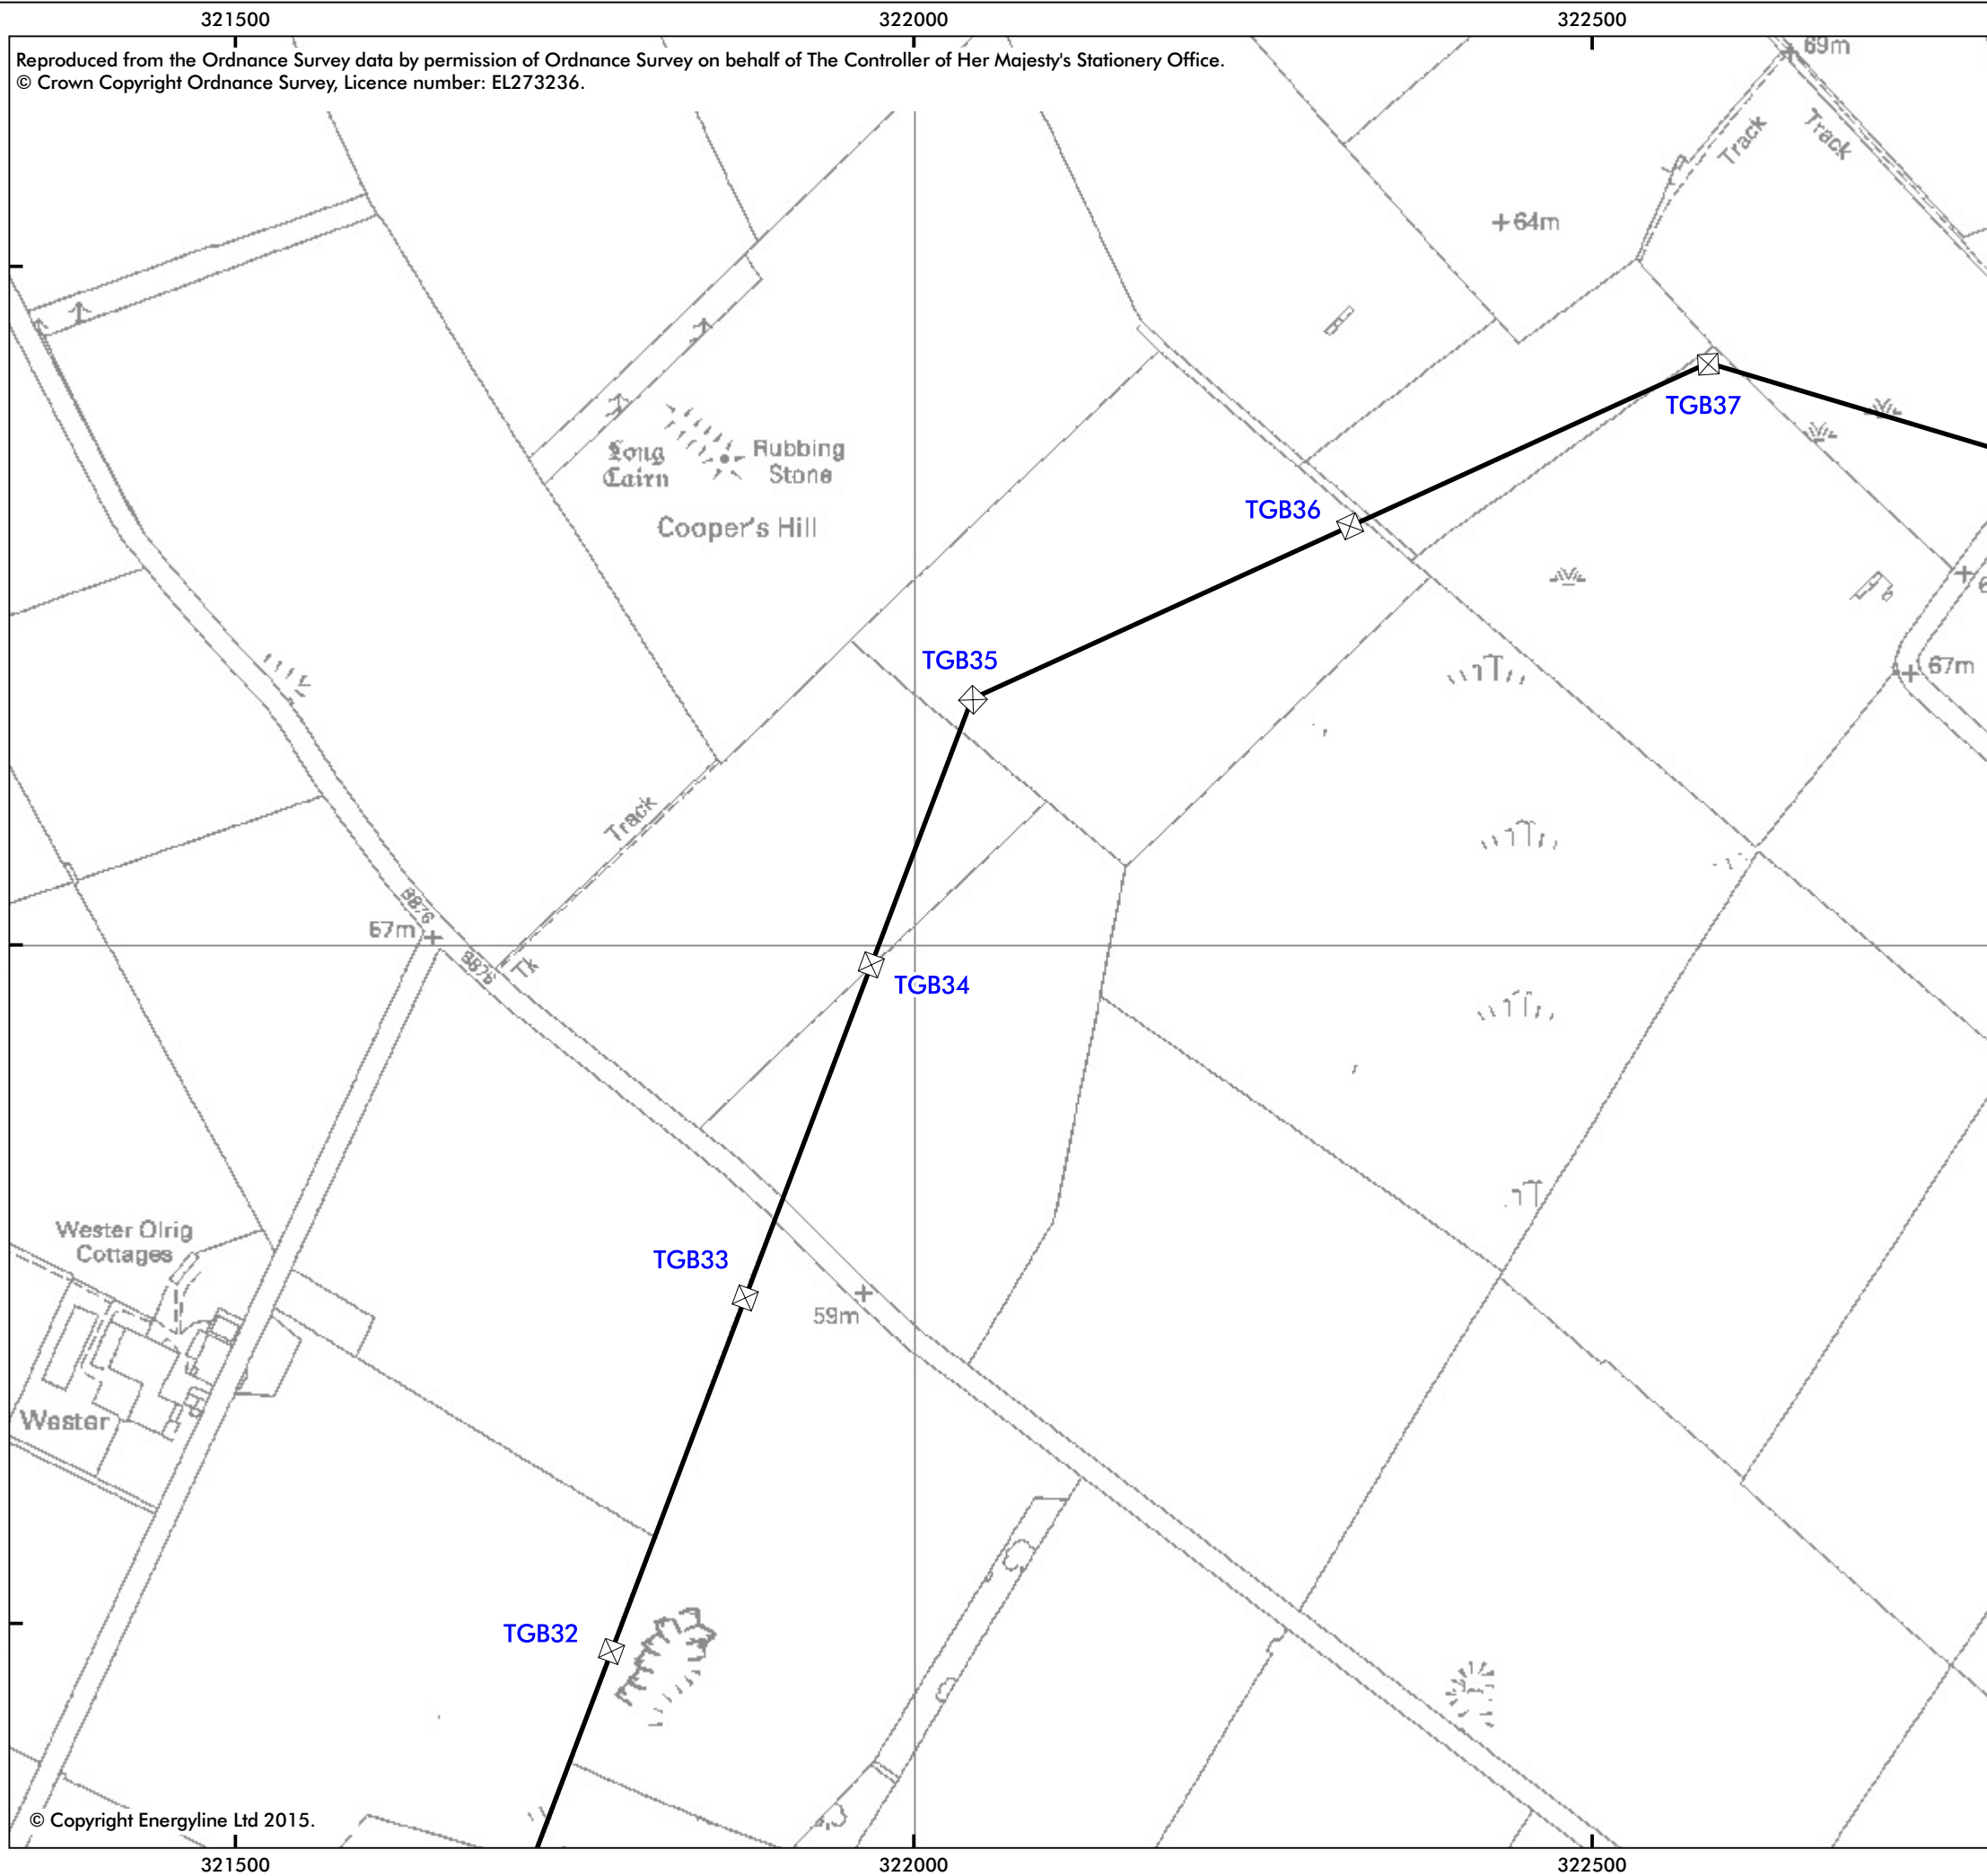 321500
322000
322500
Reproduced from the Ordnance Survey data by permission of Ordnance Survey on behalf of The Controller of Her Majesty's Stationery Office.
© Crown Copyright Ordnance Survey, Licence number: EL273236.
69m
Track
Track
64m
TGB37
Long
Cairn
Rubbing
Stone
Cooper's Hill
TGB36
TGB35
67m
Track
B876
67m
B876
TGB34
Wester Olrig
Cottages
TGB33
59m
Wester
TGB32
© Copyright Energyline Ltd 2015.
321500
322000
322500